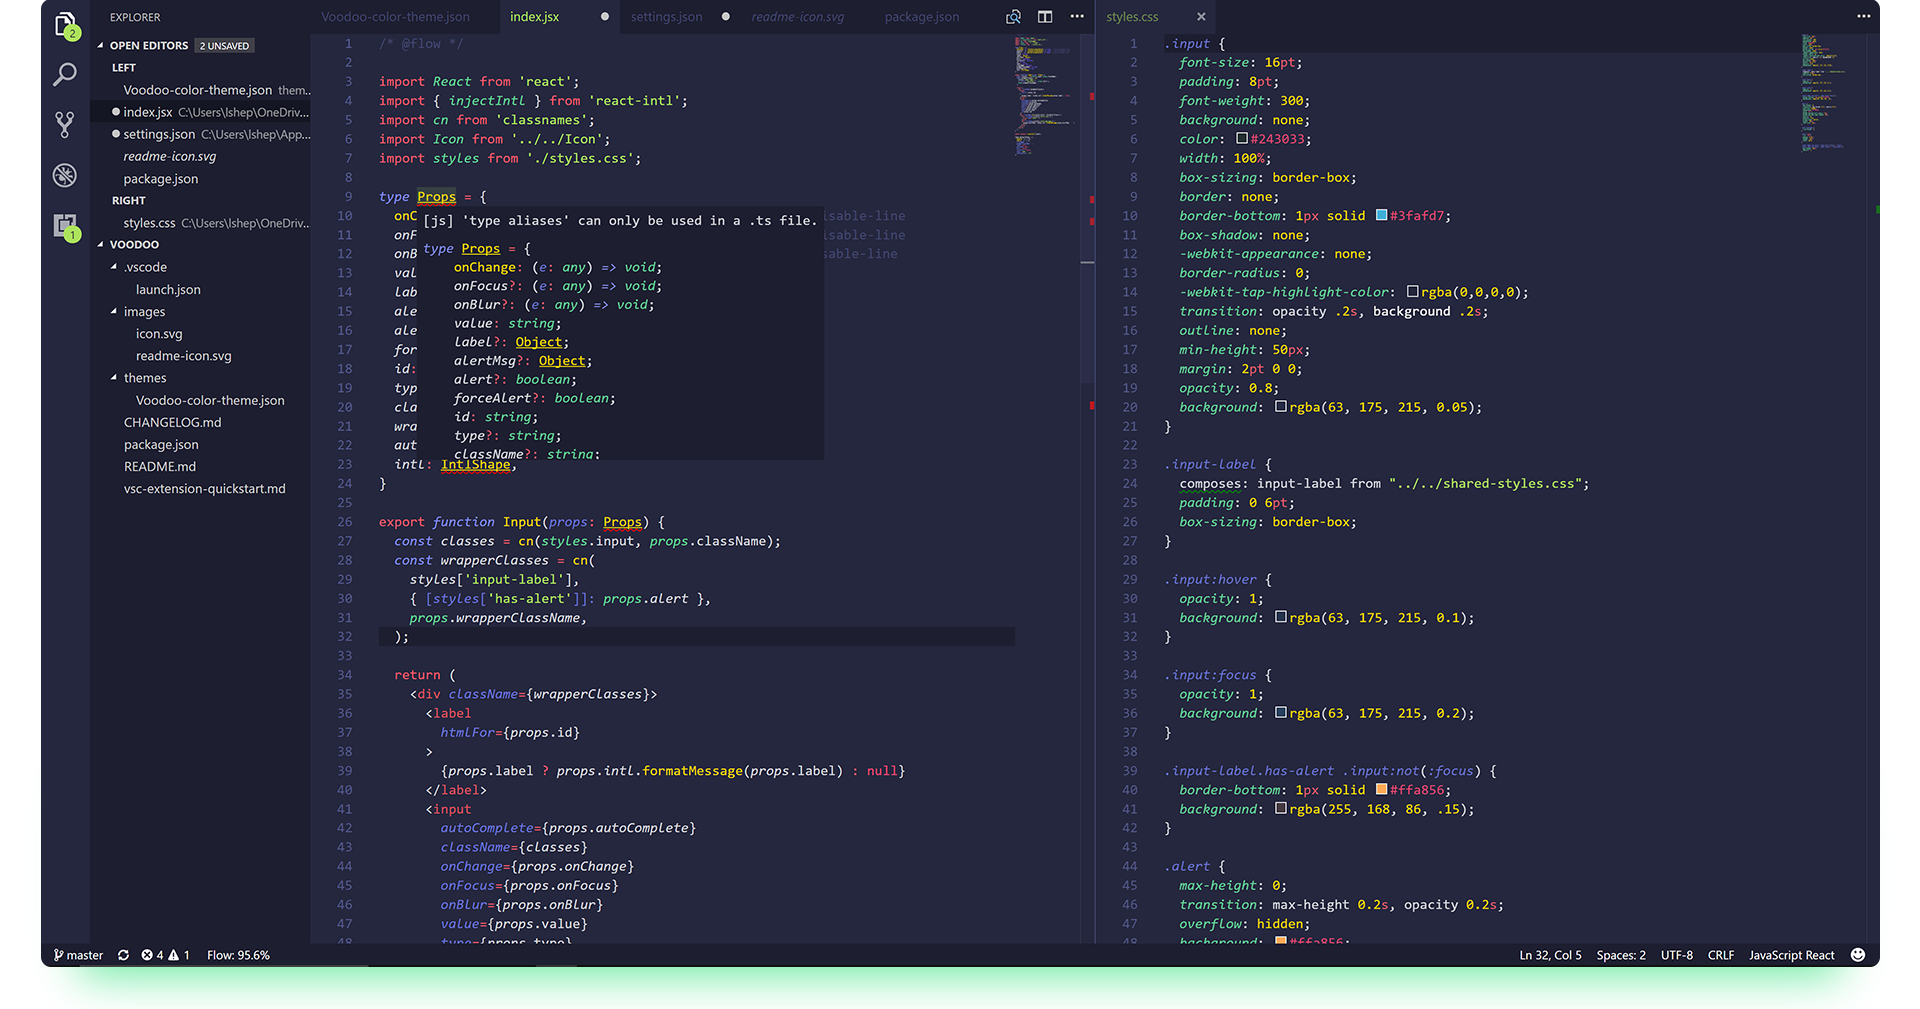 EXPLORER
OPEN EDITORS 2 UNSAVED
LEFT
Voodoo-color-theme.json them...
index.jsx C:\Users\lshep\OneDriv...
settings.json C:\Users\lshep\App...
readme-icon.svg
package.json
RIGHT
styles.css C:\Users\lshep\OneDriv...
VOODOO
.vscode
launch.json
images
icon.svg
readme-icon.svg
themes
Voodoo-color-theme.json
CHANGELOG.md
package.json
README.md
vsc-extension-quickstart.md
2
1
Voodoo-color-theme.json index.jsx settings.json readme-icon.svg package.json
1 /* @flow */
2
3 import React from 'react';
4 import { injectIntl } from 'react-intl';
5 import cn from 'classnames';
6 import Icon from '../../Icon';
7 import styles from './styles.css';
8
9 type Props = {
10 onC isable-line
11 onF isable-line
12 onB sable-line
13 val
14 lab
15 ale
16 ale
17 for
18 id:
19 typ
20 cla
21 wra
22 aut
23 intl: IntlShape,
24 }
25
26 export function Input(props: Props) {
27 const classes = cn(styles.input, props.className);
28 const wrapperClasses = cn(
29 styles['input-label'],
30 { [styles['has-alert']]: props.alert },
31 props.wrapperClassName,
32 );
33
34 return (
35 <div className={wrapperClasses}>
36 <label
37 htmlFor={props.id}
38 >
39 {props.label ? props.intl.formatMessage(props.label) : null}
40 </label>
41 <input
42 autoComplete={props.autoComplete}
43 className={classes}
44 onChange={props.onChange}
45 onFocus={props.onFocus}
46 onBlur={props.onBlur}
47 value={props.value}
48 type={props.type}
[js] 'type aliases' can only be used in a .ts file.
type Props = {
onChange: (e: any) => void;
onFocus?: (e: any) => void;
onBlur?: (e: any) => void;
value: string;
label?: Object;
alertMsg?: Object;
alert?: boolean;
forceAlert?: boolean;
id: string;
type?: string;
className?: string;
styles.css
1 .input {
2 font-size: 16pt;
3 padding: 8pt;
4 font-weight: 300;
5 background: none;
6 color: #243033;
7 width: 100%;
8 box-sizing: border-box;
9 border: none;
10 border-bottom: 1px solid #3fafd7;
11 box-shadow: none;
12 -webkit-appearance: none;
13 border-radius: 0;
14 -webkit-tap-highlight-color: rgba(0,0,0,0);
15 transition: opacity .2s, background .2s;
16 outline: none;
17 min-height: 50px;
18 margin: 2pt 0 0;
19 opacity: 0.8;
20 background: rgba(63, 175, 215, 0.05);
21 }
22
23 .input-label {
24 composes: input-label from "../../shared-styles.css";
25 padding: 0 6pt;
26 box-sizing: border-box;
27 }
28
29 .input:hover {
30 opacity: 1;
31 background: rgba(63, 175, 215, 0.1);
32 }
33
34 .input:focus {
35 opacity: 1;
36 background: rgba(63, 175, 215, 0.2);
37 }
38
39 .input-label.has-alert .input:not(:focus) {
40 border-bottom: 1px solid #ffa856;
41 background: rgba(255, 168, 86, .15);
42 }
43
44 .alert {
45 max-height: 0;
46 transition: max-height 0.2s, opacity 0.2s;
47 overflow: hidden;
48 background: #ffa856;
master 4 1 Flow: 95.6% Ln 32, Col 5 Spaces: 2 UTF-8 CRLF JavaScript React